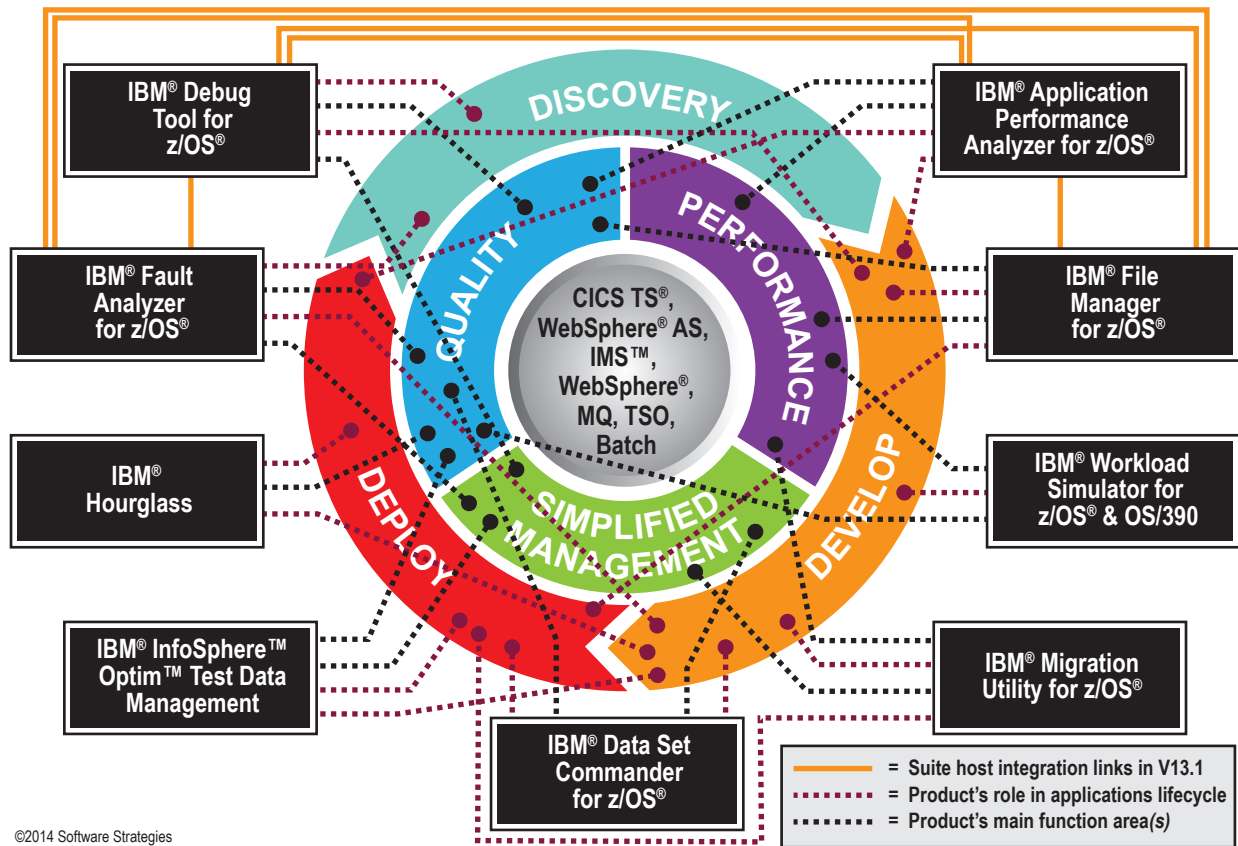 IBM® Debug
Tool for
z/OS®
DISCOVERY
IBM® Application
Performance
Analyzer for z/OS®
IBM® Fault
Analyzer
for z/OS®
QUALITY
PERFORMANCE
CICS TS®,
WebSphere® AS,
IMS™,
WebSphere®,
MQ, TSO,
Batch
IBM® File
Manager
for z/OS®
IBM®
Hourglass
DEPLOY
SIMPLIFIED
MANAGEMENT
DEVELOP
IBM® Workload
Simulator for
z/OS® & OS/390
IBM® InfoSphere™
Optim™ Test Data
Management
IBM® Data Set
Commander
for z/OS®
IBM® Migration
Utility for z/OS®
= Suite host integration links in V13.1
= Product's role in applications lifecycle
= Product's main function area(s)
©2014 Software Strategies